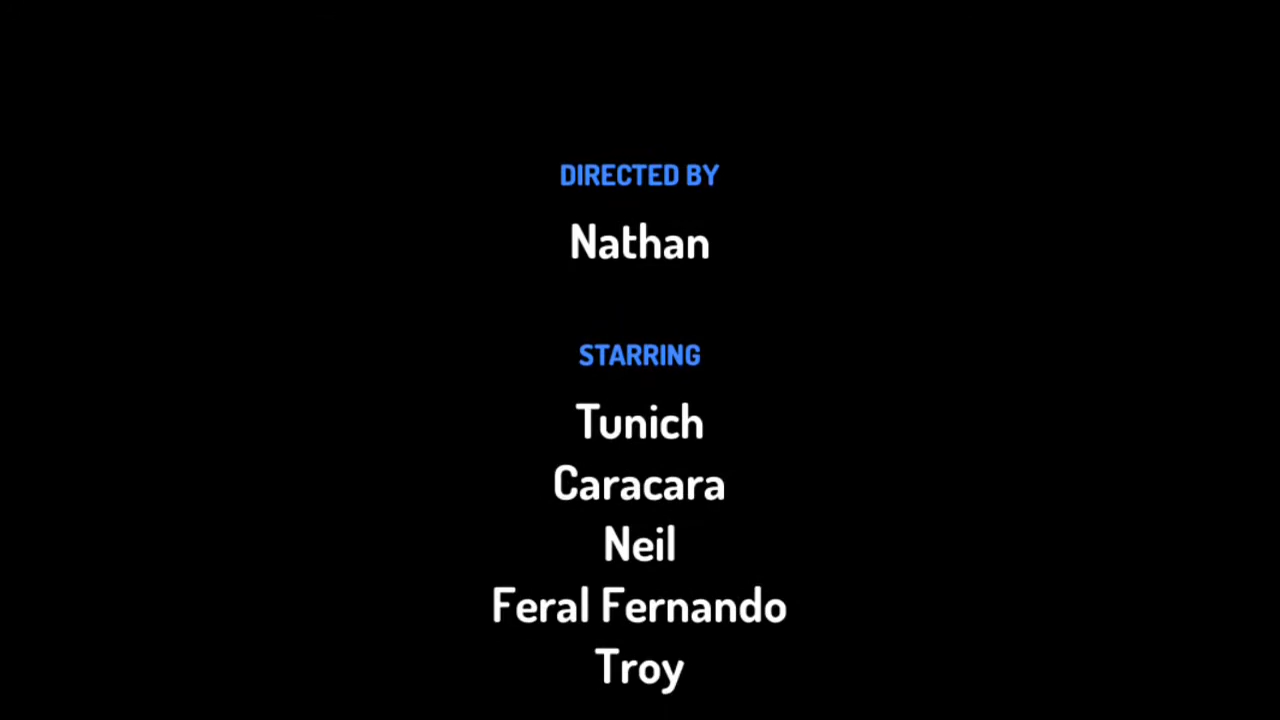 DIRECTED BY
Nathan
STARRING
Tunich
Caracara
Neil
Feral Fernando
Troy